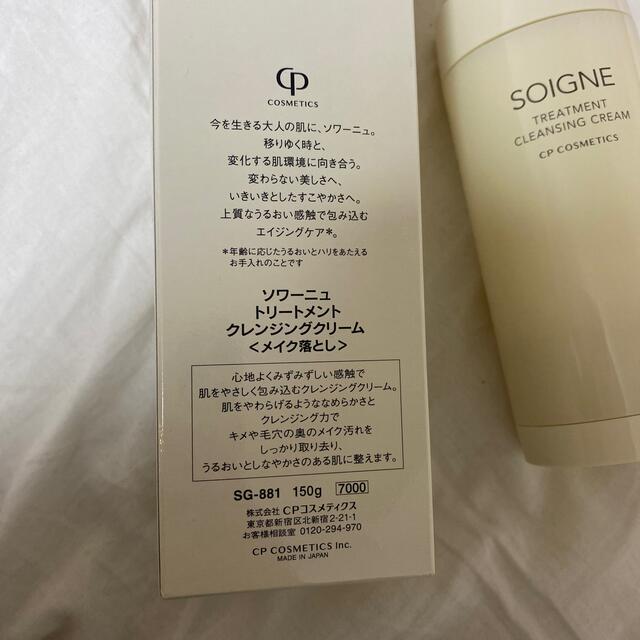 CP
COSMETICS
今を生きる大人の肌に、ソワーニュ。
移りゆく時と、
変化する肌環境に向き合う。
変わらない美しさへ、
いきいきとしたすこやかさへ。
上質なうるおい感触で包み込む
エイジングケア*。
*年齢に応じたうるおいとハリをあたえる
お手入れのことです
ソワーニュ
トリートメント
クレンジングクリーム
<メイク落とし>
心地よくみずみずしい感触で
肌をやさしく包み込むクレンジングクリーム。
肌をやわらげるようななめらかさと
クレンジング力で
キメや毛穴の奥のメイク汚れを
しっかり取り去り、
うるおいとしなやかさのある肌に整えます。
SG-881 150g 7000
株式会社 CPコスメティクス
東京都新宿区北新宿2-21-1
お客様相談室 0120-294-970
CP COSMETICS Inc.
MADE IN JAPAN
SOIGNE
TREATMENT
CLEANSING CREAM
CP COSMETICS